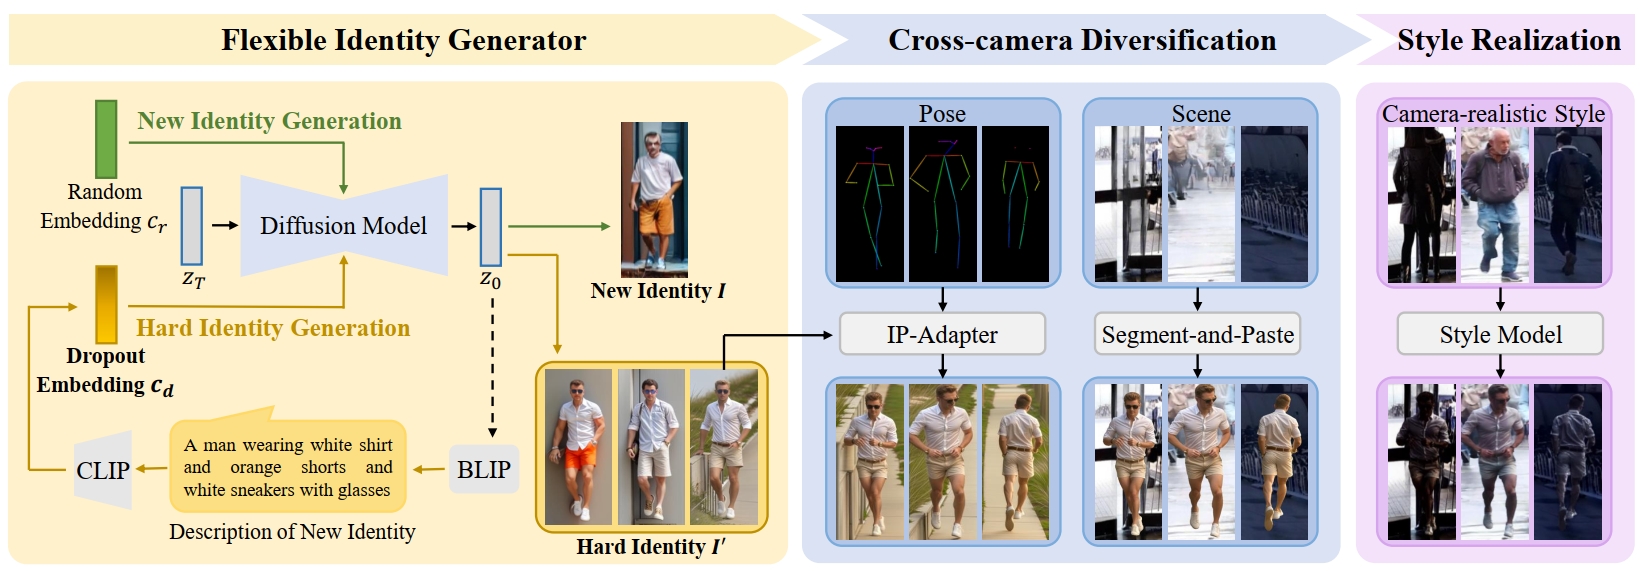 Flexible Identity Generator
Cross-camera Diversification
Style Realization
New Identity Generation
Random
Embedding c_r
z_T
Diffusion Model
z_0
New Identity I
Hard Identity Generation
Dropout
Embedding c_d
CLIP
A man wearing white shirt
and orange shorts and
white sneakers with glasses
Description of New Identity
BLIP
Hard Identity I′
Pose
IP-Adapter
Scene
Segment-and-Paste
Camera-realistic Style
Style Model